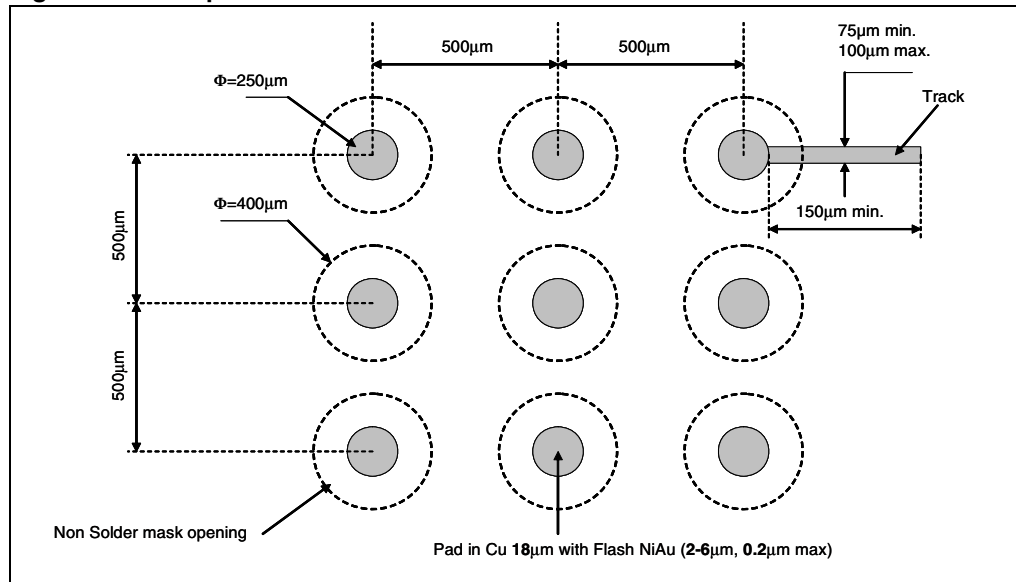 500µm
500µm
75µm min.
100µm max.
Φ=250µm
Track
Φ=400µm
150µm min.
500µm
500µm
Non Solder mask opening
Pad in Cu 18µm with Flash NiAu (2-6µm, 0.2µm max)